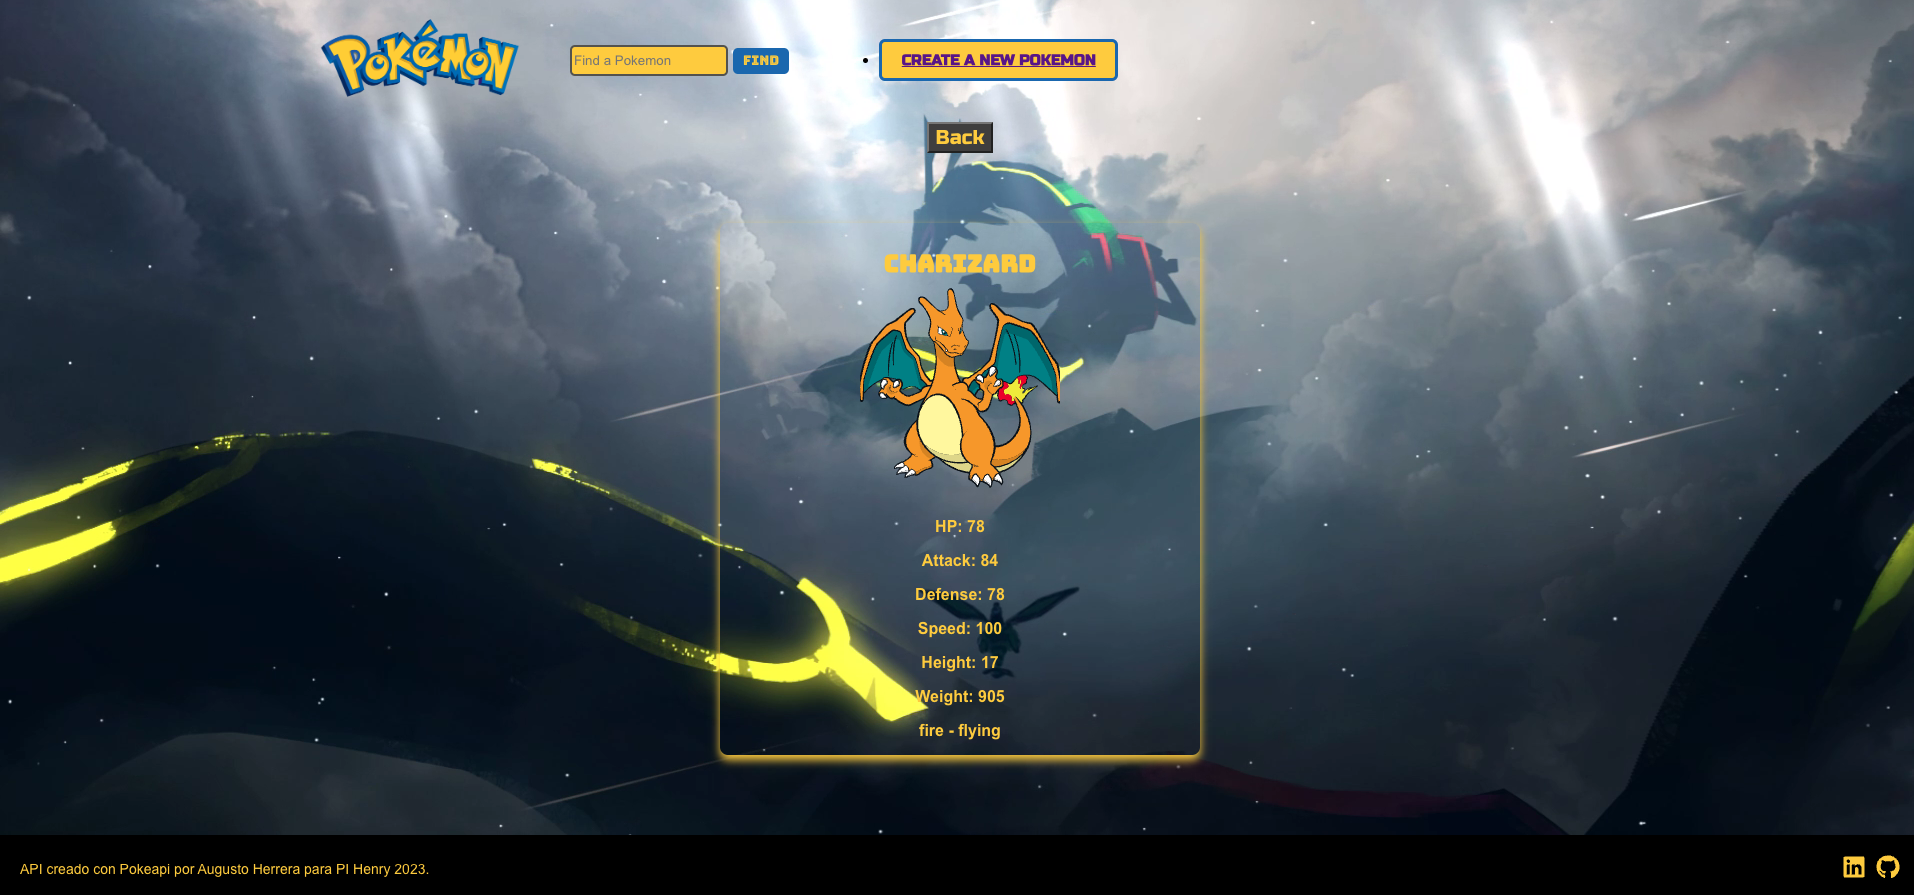 Pokémon
Find a Pokemon
FIND
CREATE A NEW POKEMON
Back
CHARIZARD
HP: 78
Attack: 84
Defense: 78
Speed: 100
Height: 17
Weight: 905
fire - flying
API creado con Pokeapi por Augusto Herrera para PI Henry 2023.
in